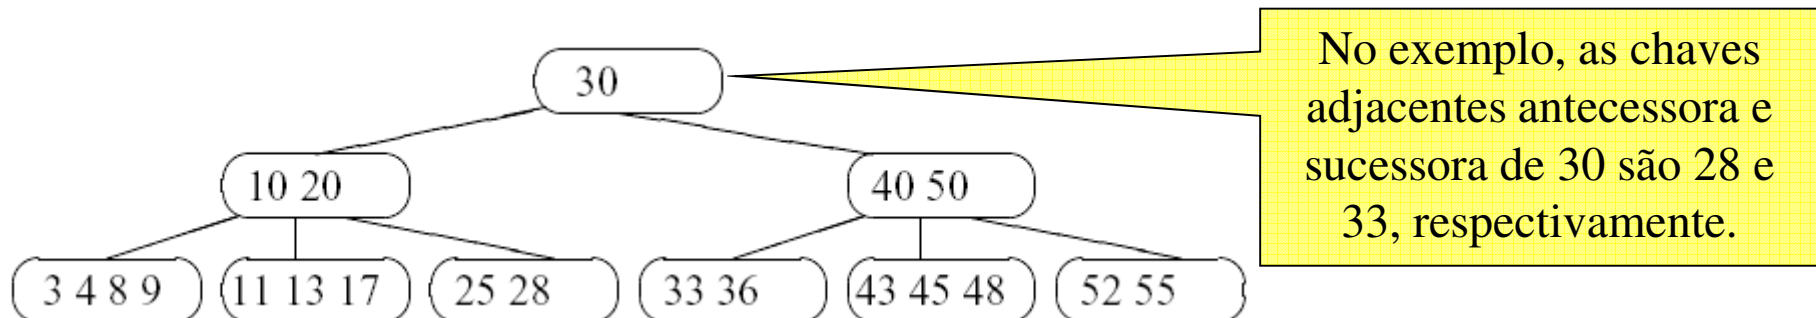 30
No exemplo, as chaves
adjacentes antecessora e
sucessora de 30 são 28 e
33, respectivamente.
10 20
40 50
3 4 8 9
11 13 17
25 28
33 36
43 45 48
52 55